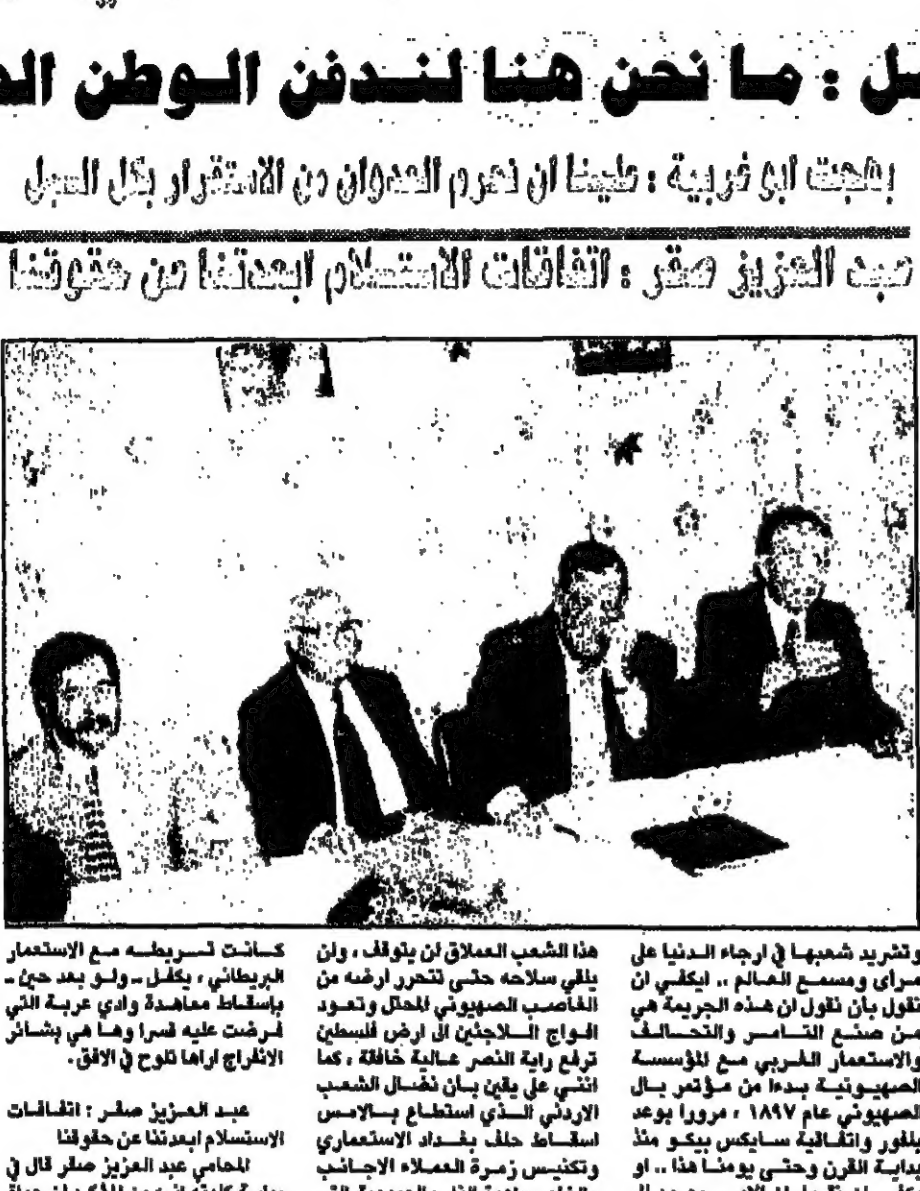 ـل : ما نحن هنا لندفن الوطن
بهجت ابو غربية : علينا ان نحرم العدوان من الاستقرار بكل السبل
عبد العزيز صقر : اتفاقات الاستسلام ابعدتنا عن حقوقنا
وتشريد شعبها في ارجاء الدنيا على
مرأى ومسمع العالم .. ايكفي ان
نقول بأن نقول ان هذه الجريمة هي
من صنع التامر والتحالف
والاستعمار الغربي مع المؤسسة
الصهيونية بدءا من مؤتمر بال
الصهيوني عام ١٨٩٧ ، مرورا بوعد
بلفور واتفاقية سايكس بيكو منذ
بداية القرن وحتى يومنا هذا .. او
هذا الشعب العملاق لن يتوقف ، ولن
يلقي سلاحه حتى تتحرر ارضه من
الغاصب الصهيوني المحتل وتعود
افواج اللاجئين الى ارض فلسطين
ترفع راية النصر عالية خافقة ، كما
انني على يقين بأن نضال الشعب
الاردني الذي استطاع بالامس
اسقاط حلف بغداد الاستعماري
وتكنيس زمرة العملاء الاجانب
كانت تربطه مع الاستعمار
البريطاني ، يكفل - ولو بعد حين -
بإسقاط معاهدة وادي عربة التي
فرضت عليه قسرا وها هي بشائر
الانفراج اراها تلوح في الافق .
عبد العزيز صقر : اتفاقات
الاستسلام ابعدتنا عن حقوقنا
المحامي عبد العزيز صقر قال في